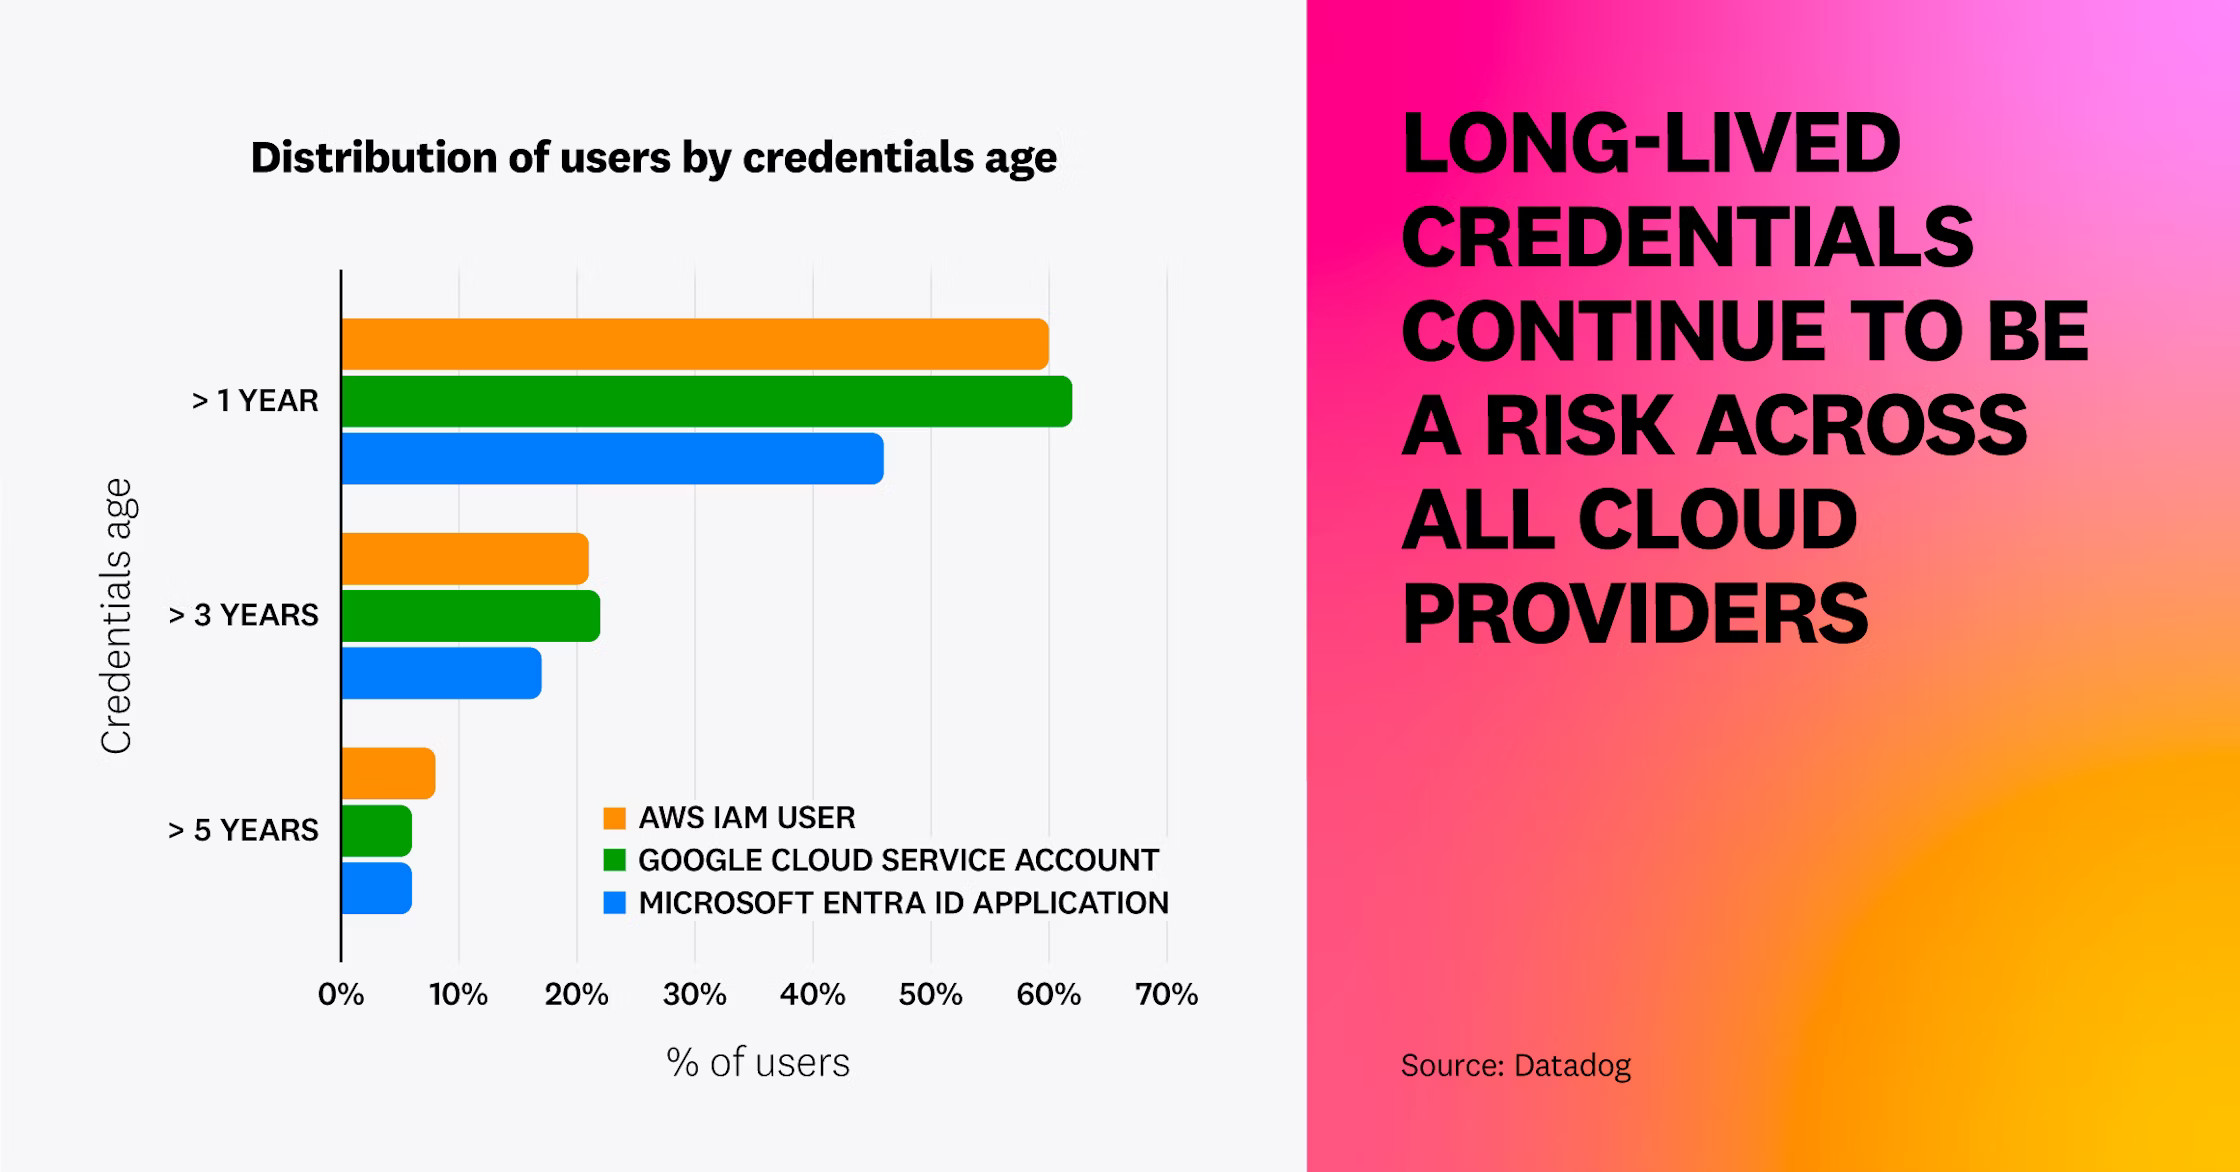 Distribution of users by credentials age
Credentials age
> 1 YEAR
> 3 YEARS
> 5 YEARS
AWS IAM USER
GOOGLE CLOUD SERVICE ACCOUNT
MICROSOFT ENTRA ID APPLICATION
0% 10% 20% 30% 40% 50% 60% 70%
% of users
LONG-LIVED
CREDENTIALS
CONTINUE TO BE
A RISK ACROSS
ALL CLOUD
PROVIDERS
Source: Datadog